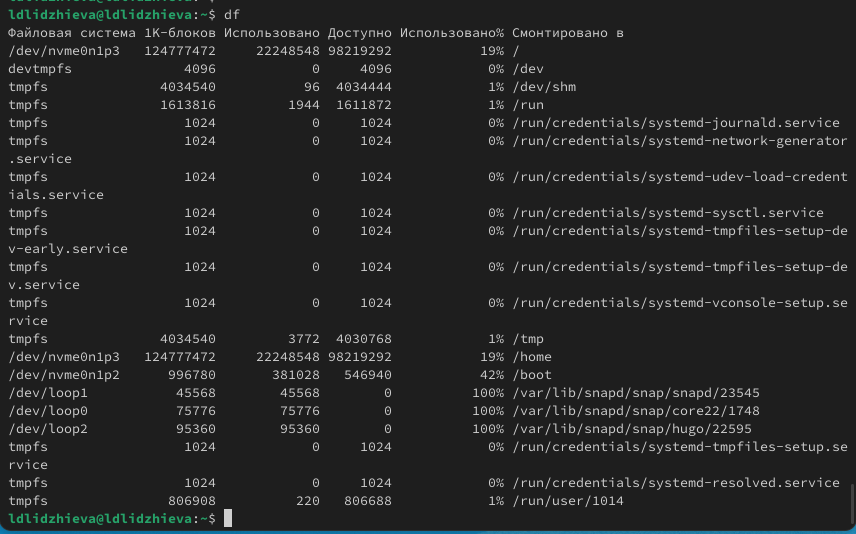 ldlidzhieva@ldlidzhieva:~$ df
Файловая система 1K-блоков Использовано Доступно Использовано% Смонтировано в
/dev/nvme0n1p3   124777472     22248548 98219292           19% /
devtmpfs              4096            0     4096            0% /dev
tmpfs              4034540           96  4034444            1% /dev/shm
tmpfs              1613816         1944  1611872            1% /run
tmpfs                 1024            0     1024            0% /run/credentials/systemd-journald.service
tmpfs                 1024            0     1024            0% /run/credentials/systemd-network-generator
.service
tmpfs                 1024            0     1024            0% /run/credentials/systemd-udev-load-credent
ials.service
tmpfs                 1024            0     1024            0% /run/credentials/systemd-sysctl.service
tmpfs                 1024            0     1024            0% /run/credentials/systemd-tmpfiles-setup-de
v-early.service
tmpfs                 1024            0     1024            0% /run/credentials/systemd-tmpfiles-setup-de
v.service
tmpfs                 1024            0     1024            0% /run/credentials/systemd-vconsole-setup.se
rvice
tmpfs              4034540         3772  4030768            1% /tmp
/dev/nvme0n1p3   124777472     22248548 98219292           19% /home
/dev/nvme0n1p2      996780       381028   546940           42% /boot
/dev/loop1           45568        45568        0          100% /var/lib/snapd/snap/snapd/23545
/dev/loop0           75776        75776        0          100% /var/lib/snapd/snap/core22/1748
/dev/loop2           95360        95360        0          100% /var/lib/snapd/snap/hugo/22595
tmpfs                 1024            0     1024            0% /run/credentials/systemd-tmpfiles-setup.se
rvice
tmpfs                 1024            0     1024            0% /run/credentials/systemd-resolved.service
tmpfs               806908          220   806688            1% /run/user/1014
ldlidzhieva@ldlidzhieva:~$